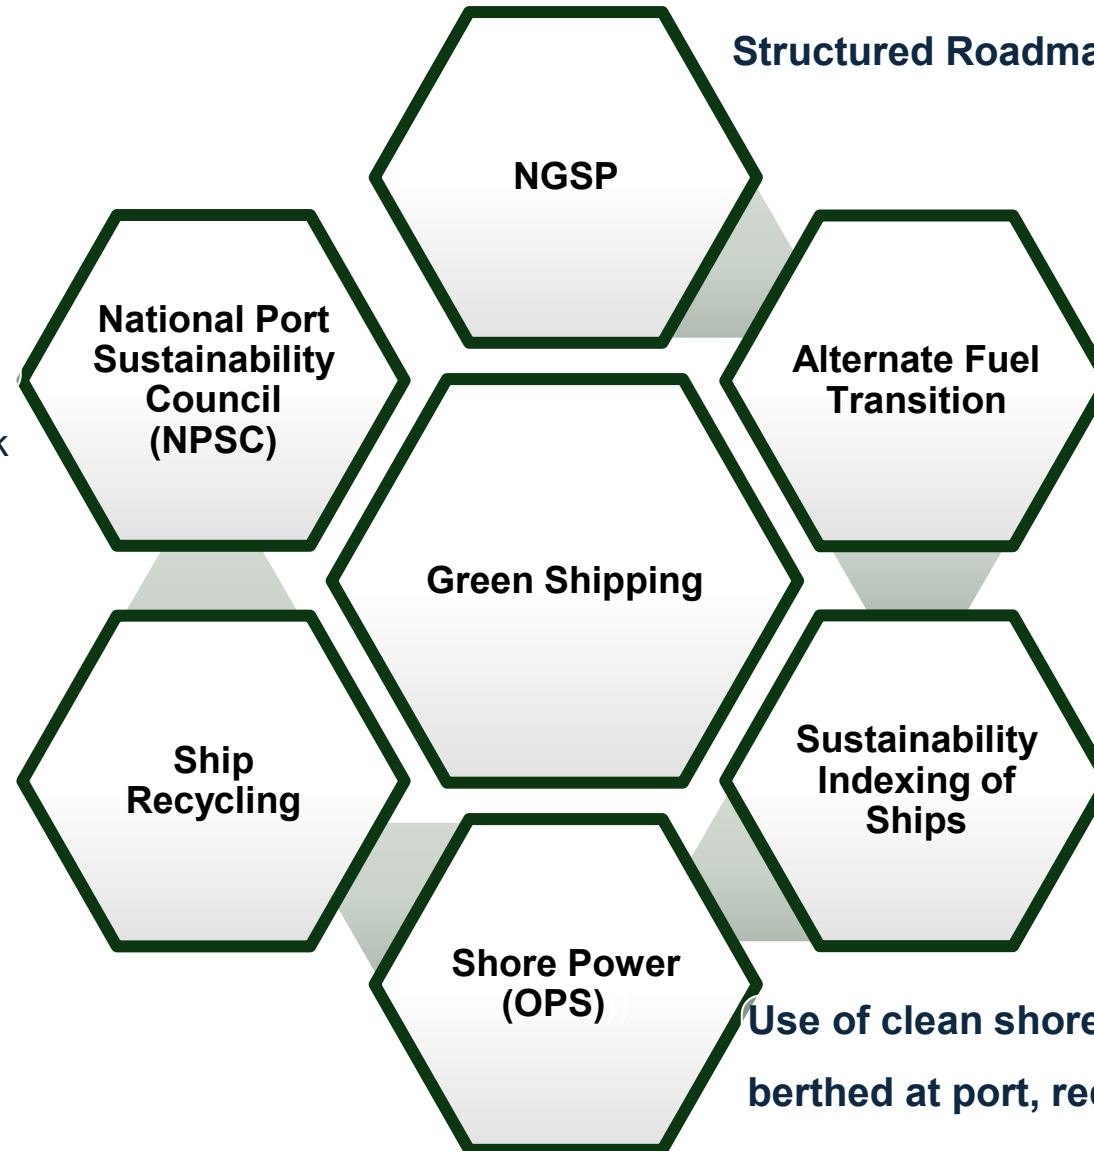 Structured Roadma
NGSP
National Port
Sustainability
Council
(NPSC)
k
Alternate Fuel
Transition
Green Shipping
Ship
Recycling
Sustainability
Indexing of
Ships
Shore Power
(OPS)
Use of clean shore
berthed at port, re